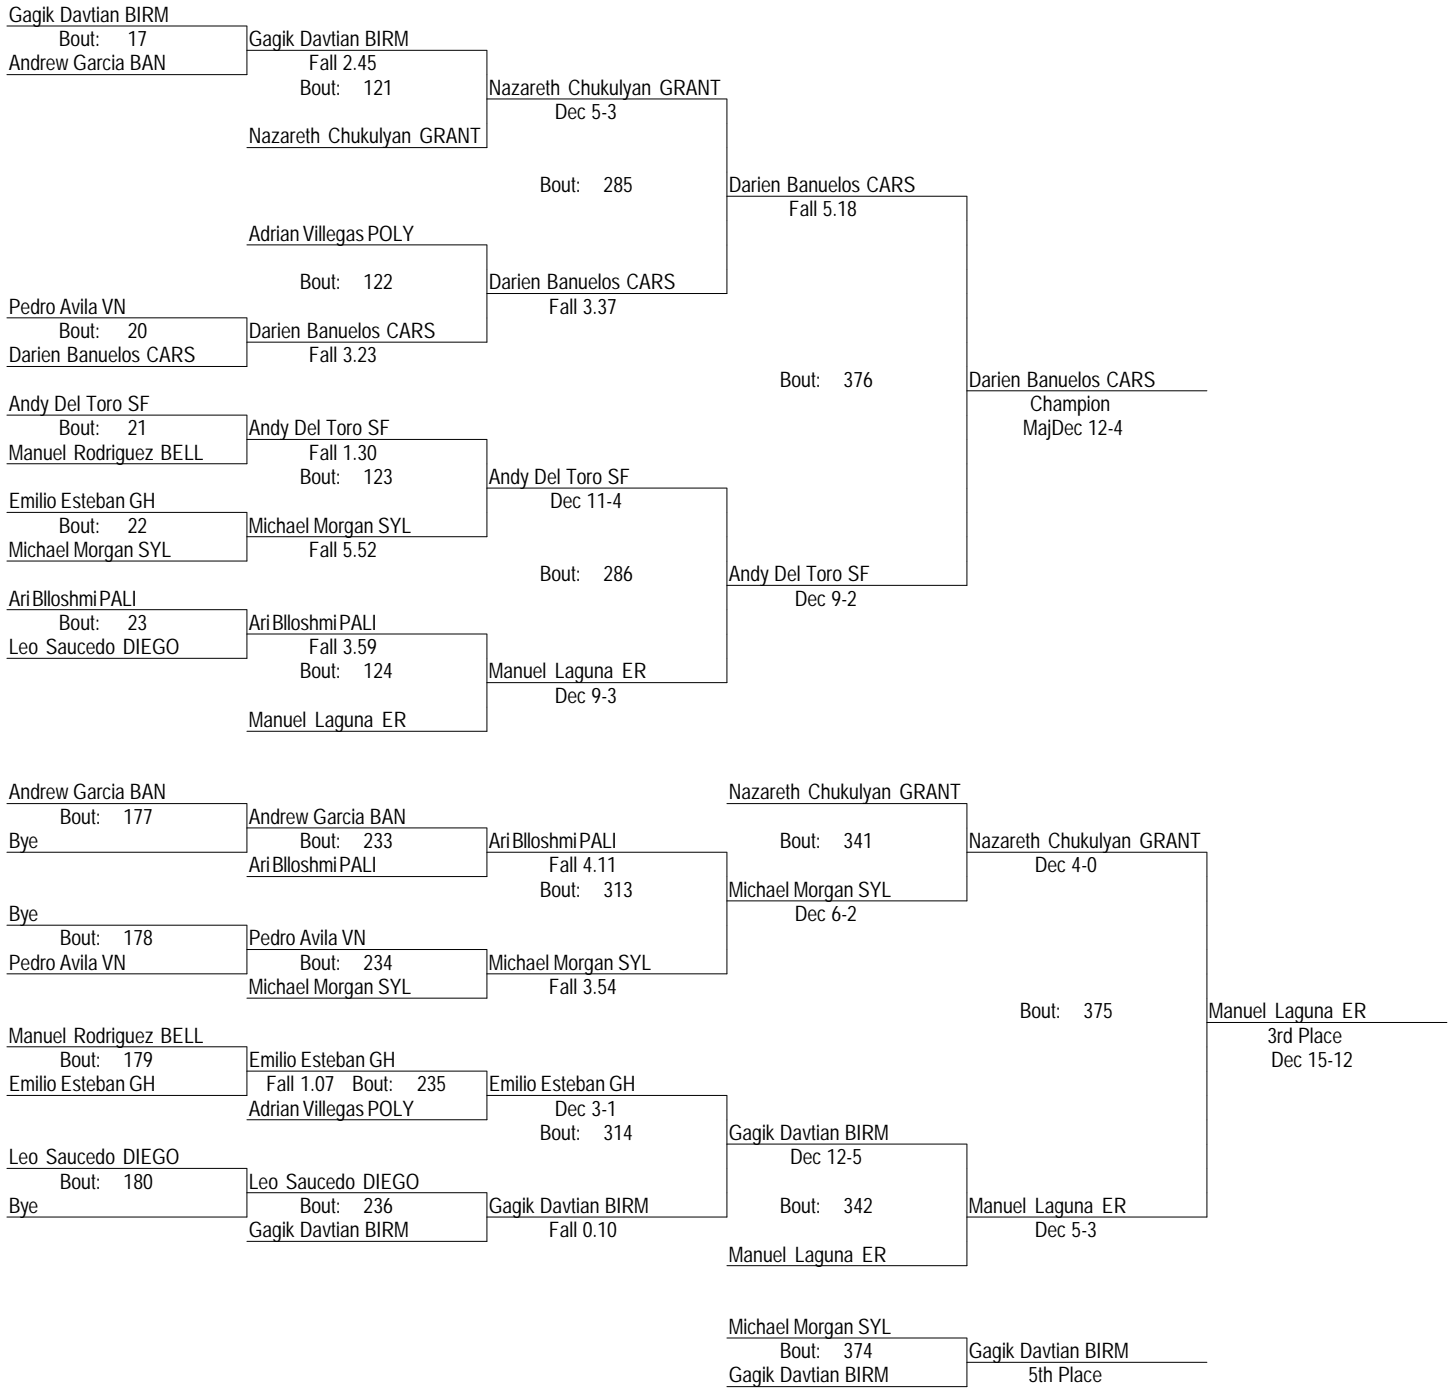 Gagik Davtian BIRM
Bout: 17
Gagik Davtian BIRM
Andrew Garcia BAN
Fall 2.45
Bout: 121
Nazareth Chukulyan GRANT
Dec 5-3
Nazareth Chukulyan GRANT
Bout: 285
Darien Banuelos CARS
Fall 5.18
Adrian Villegas POLY
Bout: 122
Darien Banuelos CARS
Pedro Avila VN
Fall 3.37
Bout: 20
Darien Banuelos CARS
Darien Banuelos CARS
Fall 3.23
Bout: 376
Darien Banuelos CARS
Champion
MajDec 12-4
Andy Del Toro SF
Bout: 21
Andy Del Toro SF
Manuel Rodriguez BELL
Fall 1.30
Bout: 123
Andy Del Toro SF
Emilio Esteban GH
Dec 11-4
Bout: 22
Michael Morgan SYL
Michael Morgan SYL
Fall 5.52
Bout: 286
Andy Del Toro SF
Dec 9-2
Ari Blloshmi PALI
Bout: 23
Ari Blloshmi PALI
Leo Saucedo DIEGO
Fall 3.59
Bout: 124
Manuel Laguna ER
Dec 9-3
Manuel Laguna ER
Andrew Garcia BAN
Nazareth Chukulyan GRANT
Bout: 177
Andrew Garcia BAN
Bye
Bout: 233
Ari Blloshmi PALI
Bout: 341
Nazareth Chukulyan GRANT
Ari Blloshmi PALI
Fall 4.11
Dec 4-0
Bout: 313
Michael Morgan SYL
Dec 6-2
Bye
Bout: 178
Pedro Avila VN
Pedro Avila VN
Bout: 234
Michael Morgan SYL
Michael Morgan SYL
Fall 3.54
Bout: 375
Manuel Laguna ER
3rd Place
Dec 15-12
Manuel Rodriguez BELL
Bout: 179
Emilio Esteban GH
Emilio Esteban GH
Fall 1.07 Bout: 235
Emilio Esteban GH
Adrian Villegas POLY
Dec 3-1
Bout: 314
Gagik Davtian BIRM
Dec 12-5
Leo Saucedo DIEGO
Bout: 180
Leo Saucedo DIEGO
Bye
Bout: 236
Gagik Davtian BIRM
Bout: 342
Manuel Laguna ER
Gagik Davtian BIRM
Fall 0.10
Dec 5-3
Manuel Laguna ER
Michael Morgan SYL
Bout: 374
Gagik Davtian BIRM
Gagik Davtian BIRM
5th Place